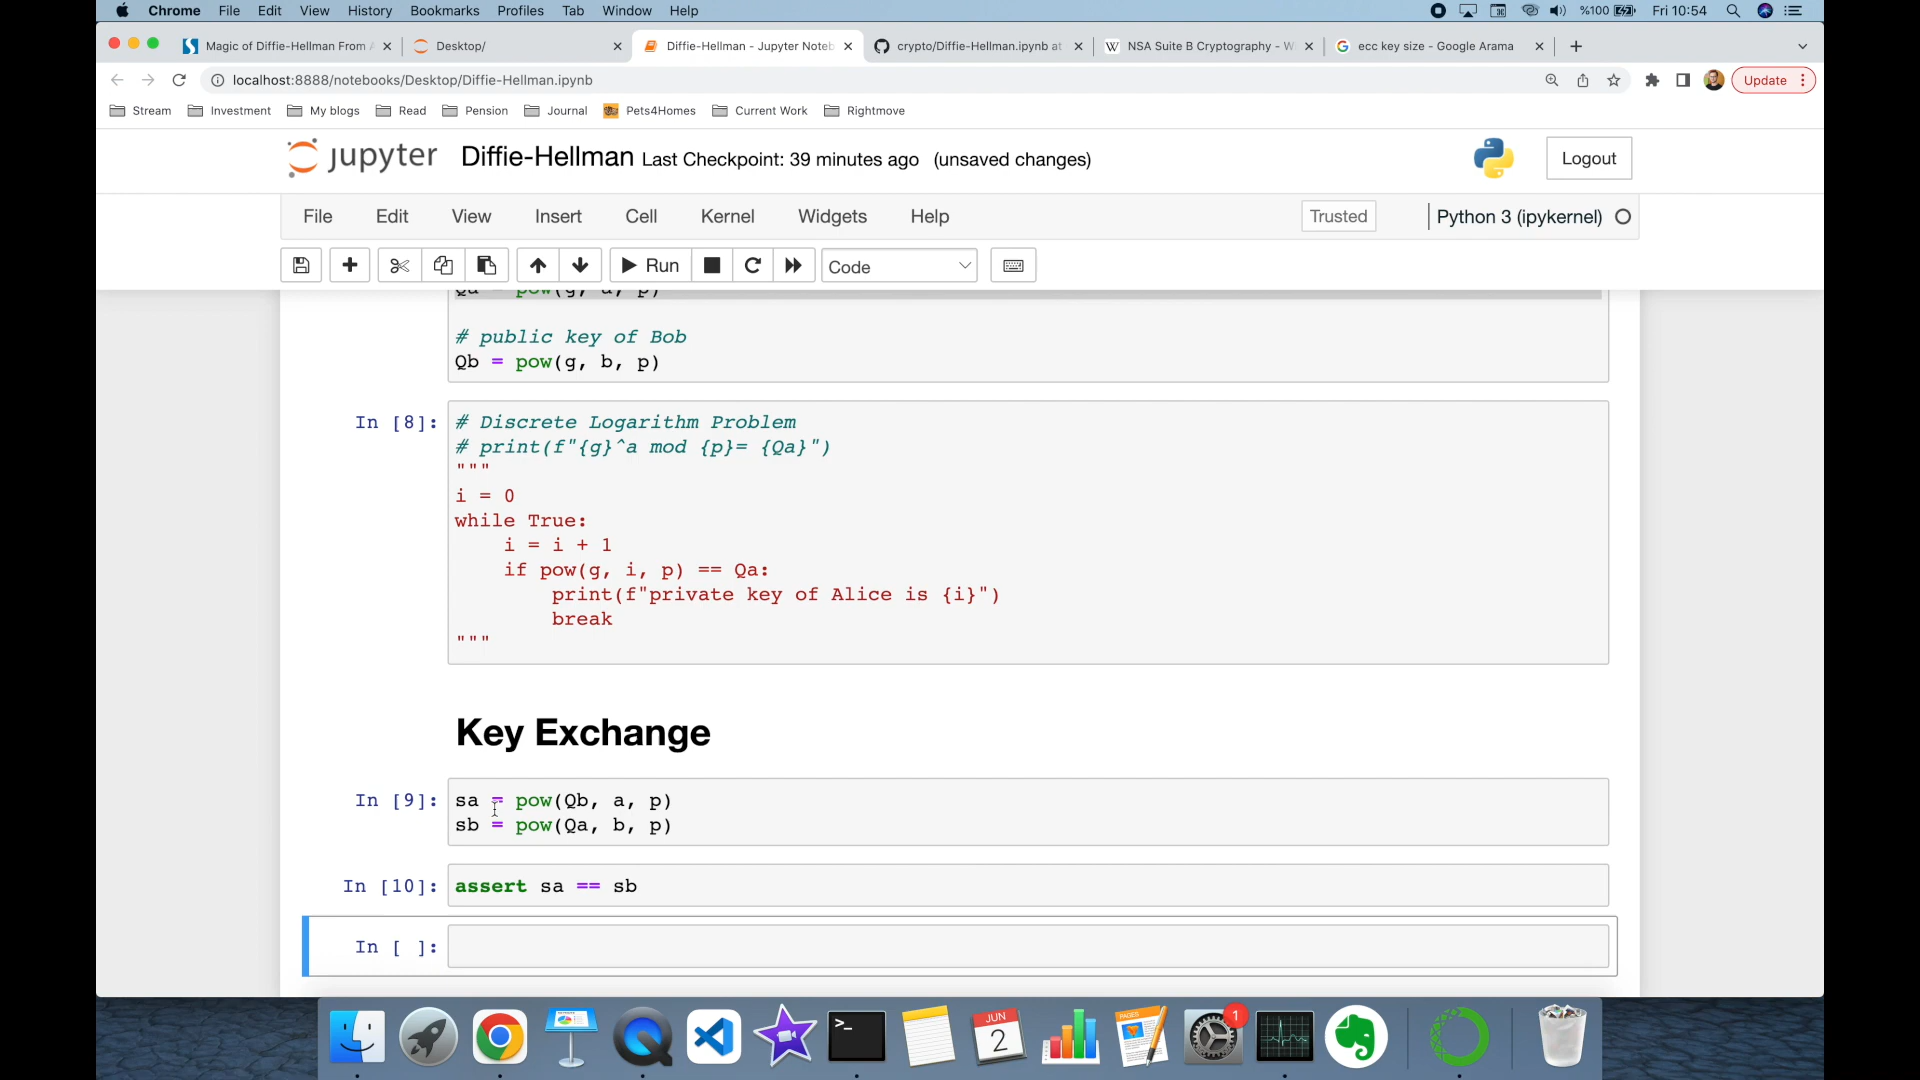 Chrome File Edit View History Bookmarks Profiles Tab Window Help %100 Fri 10:54
Magic of Diffie-Hellman From Desktop/ Diffie-Hellman - Jupyter Noteb crypto/Diffie-Hellman.ipynb at NSA Suite B Cryptography - W ecc key size - Google Arama
localhost:8888/notebooks/Desktop/Diffie-Hellman.ipynb Update
Stream Investment My blogs Read Pension Journal Pets4Homes Current Work Rightmove
jupyter Diffie-Hellman Last Checkpoint: 39 minutes ago (unsaved changes) Logout
File Edit View Insert Cell Kernel Widgets Help Trusted Python 3 (ipykernel)
Run Code
Qa = pow(g, a, p)
# public key of Bob
Qb = pow(g, b, p)
In [8]: # Discrete Logarithm Problem
# print(f"{g}^a mod {p}= {Qa}")
"""
i = 0
while True:
    i = i + 1
    if pow(g, i, p) == Qa:
        print(f"private key of Alice is {i}")
        break
"""
Key Exchange
In [9]: sa = pow(Qb, a, p)
sb = pow(Qa, b, p)
In [10]: assert sa == sb
In [ ]:
JUN
2
PAGES
1